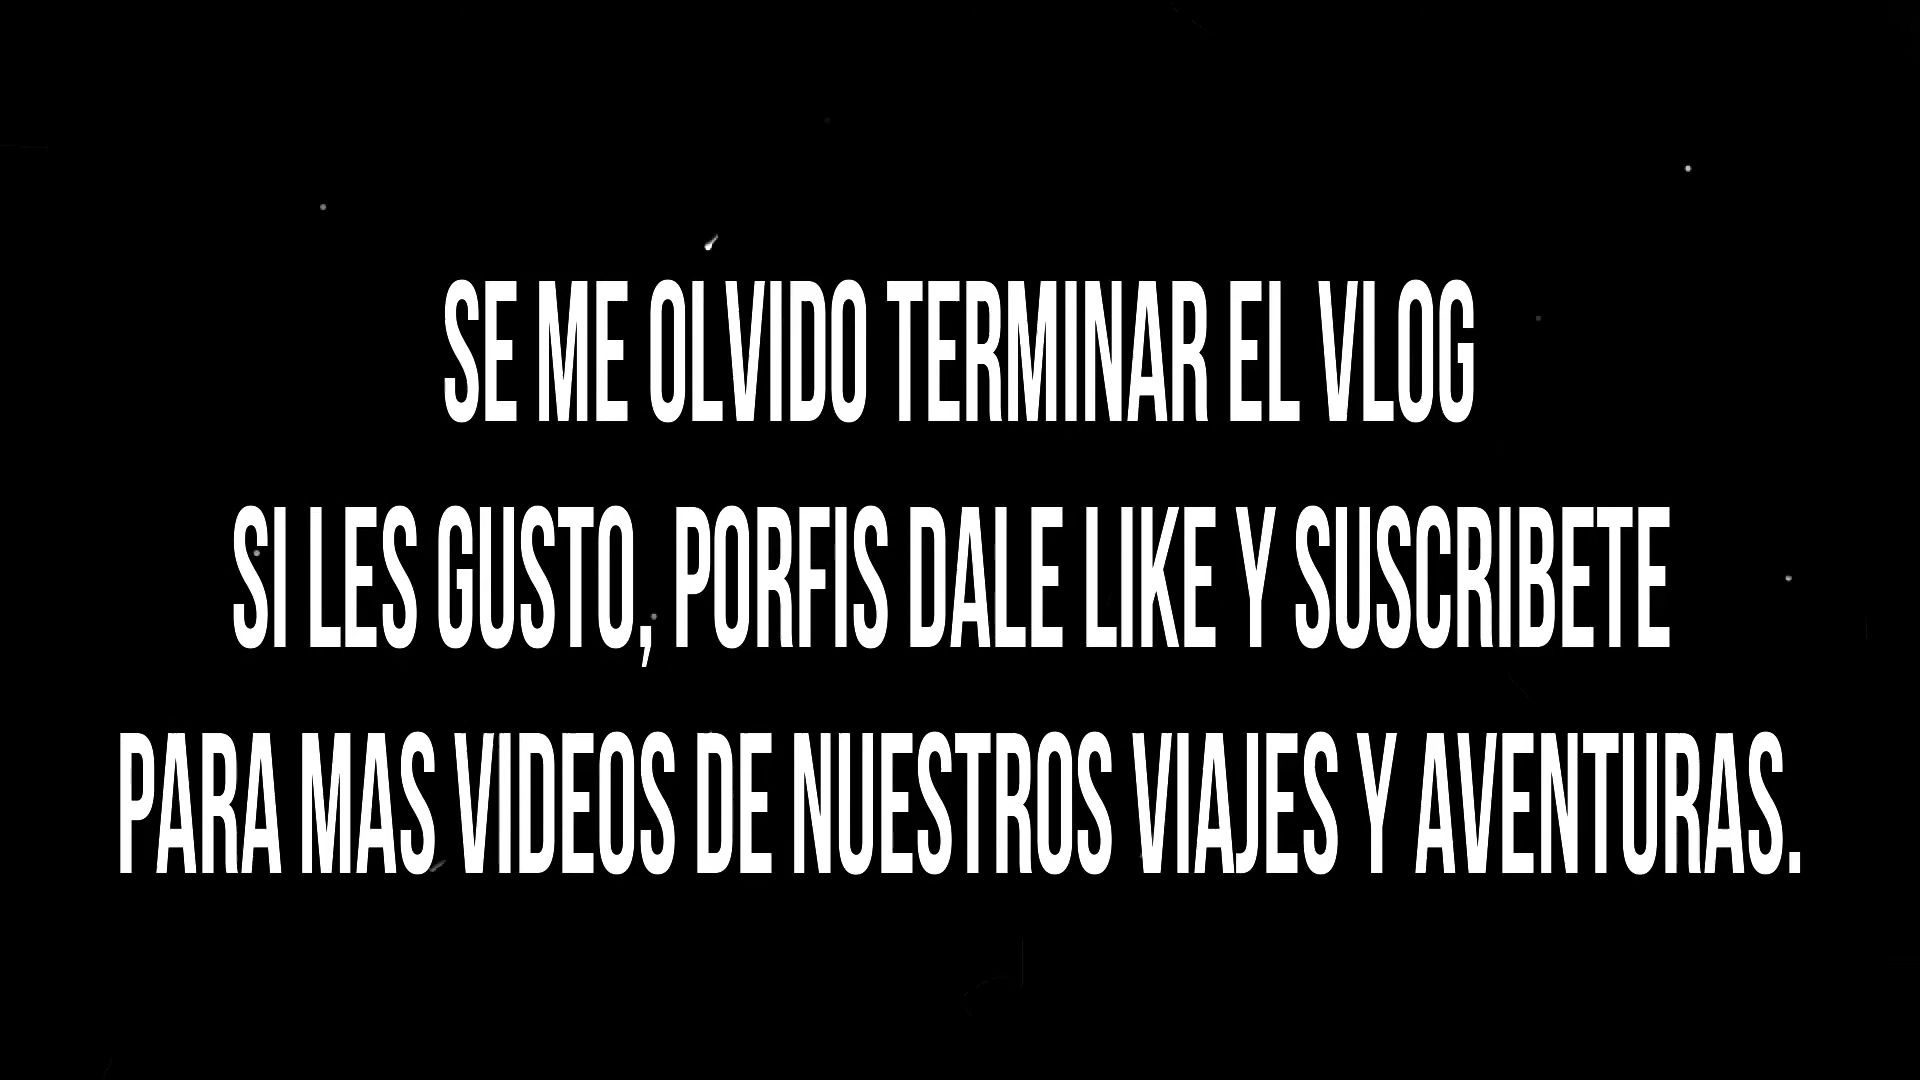 SE ME OLVIDO TERMINAR EL VLOG
SI LES GUSTO, PORFIS DALE LIKE Y SUSCRIBETE
PARA MAS VIDEOS DE NUESTROS VIAJES Y AVENTURAS.